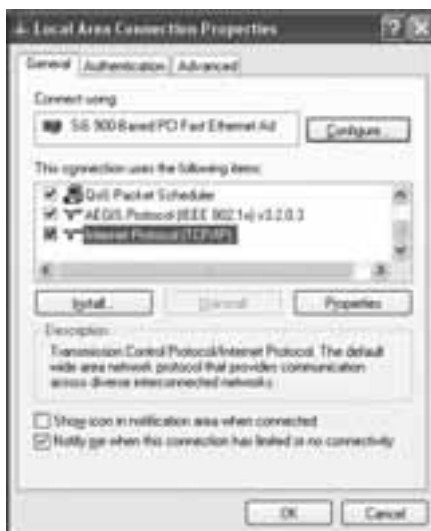 Local Area Connection Properties
General Authentication Advanced
Connect using:
SiS 900-Based PCI Fast Ethernet Ad
Configure...
This connection uses the following items:
QoS Packet Scheduler
AEGIS Protocol (IEEE 802.1x) v3.2.0.3
Internet Protocol (TCP/IP)
Install... Uninstall Properties
Description
Transmission Control Protocol/Internet Protocol. The default
wide area network protocol that provides communication
across diverse interconnected networks.
Show icon in notification area when connected
Notify me when this connection has limited or no connectivity
OK Cancel